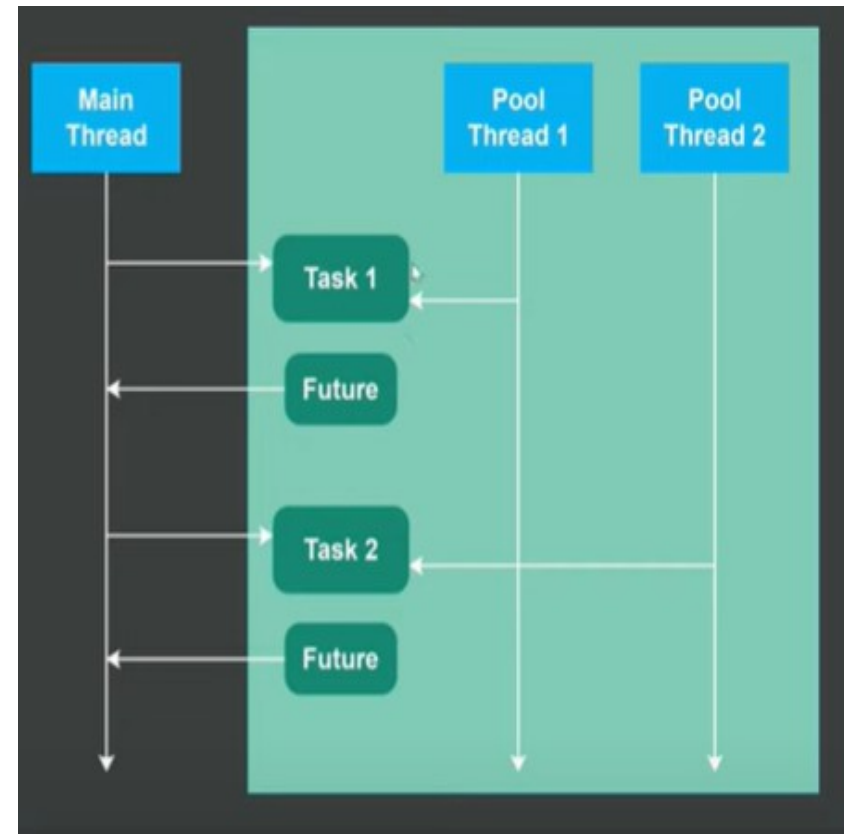 Main
Thread
Pool
Thread 1
Pool
Thread 2
Task 1
Future
Task 2
Future